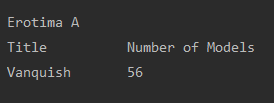 Erotima A
Title          Number of Models
Vanquish       56